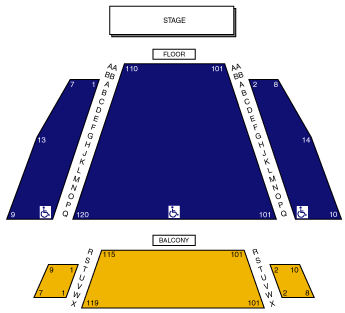 STAGE
FLOOR
AA 110 101 AA
BB BB
7 1 A A 2 8
B B
C C
D D
E E
F F
G G
13 H H 14
J J
K K
L L
M M
N N
O O
P P
9 Q 120 101 Q 10
BALCONY
R 115 101 R
S S
9 1 T T 2 10
U U
V V
7 1 W W 2 8
X 119 101 X